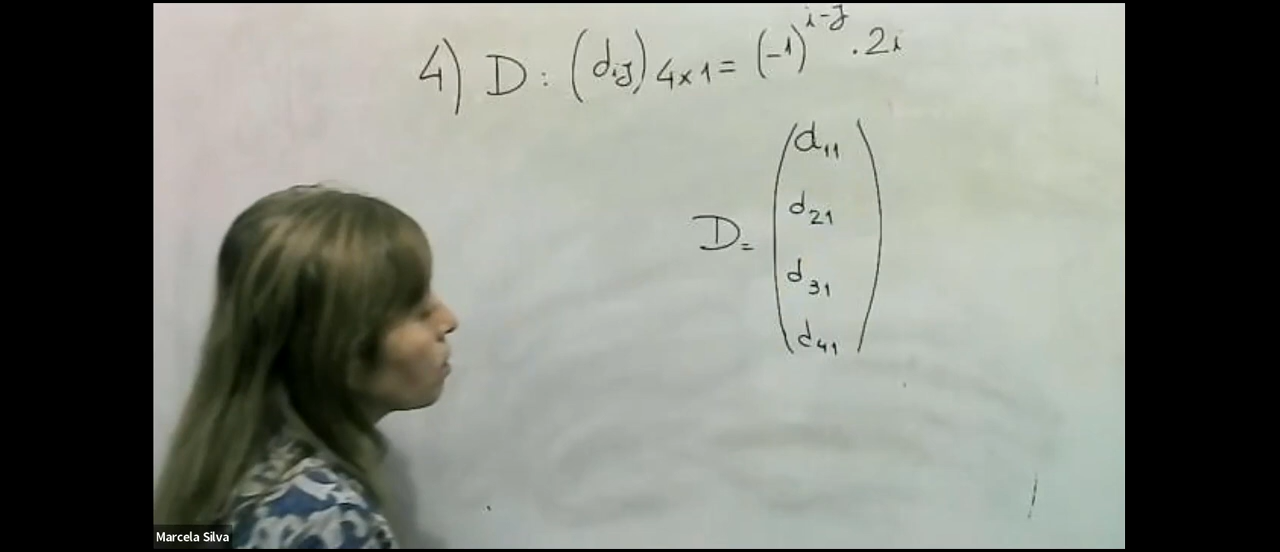 4) D : (dij) 4x1 = (-1)^i-j . 2i
D = (d11
d21
d31
d41)
Marcela Silva